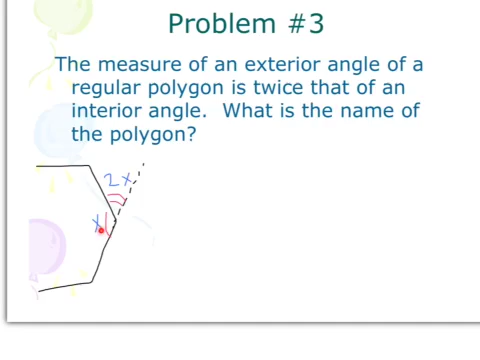 Problem #3
The measure of an exterior angle of a
regular polygon is twice that of an
interior angle. What is the name of
the polygon?
2x
x